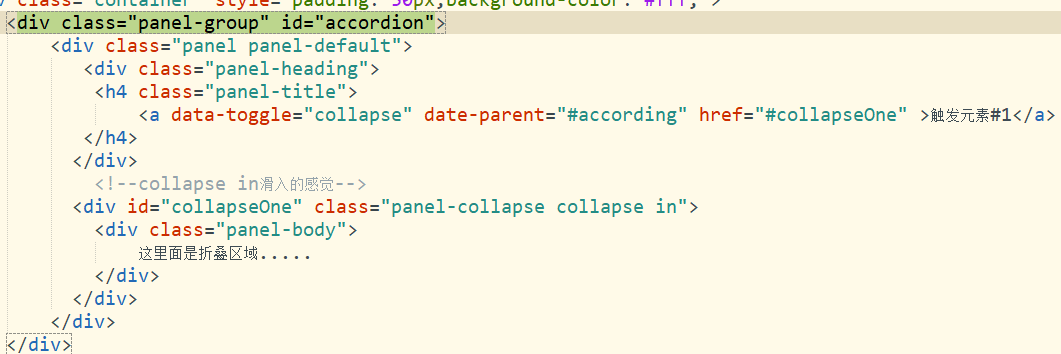 class="container" style="padding: 50px,background-color: #fff;">
<div class="panel-group" id="accordion">
<div class="panel panel-default">
<div class="panel-heading">
<h4 class="panel-title">
<a data-toggle="collapse" date-parent="#according" href="#collapseOne" >触发元素#1</a>
</h4>
</div>
<!--collapse in滑入的感觉-->
<div id="collapseOne" class="panel-collapse collapse in">
<div class="panel-body">
这里面是折叠区域.....
</div>
</div>
</div>
</div>